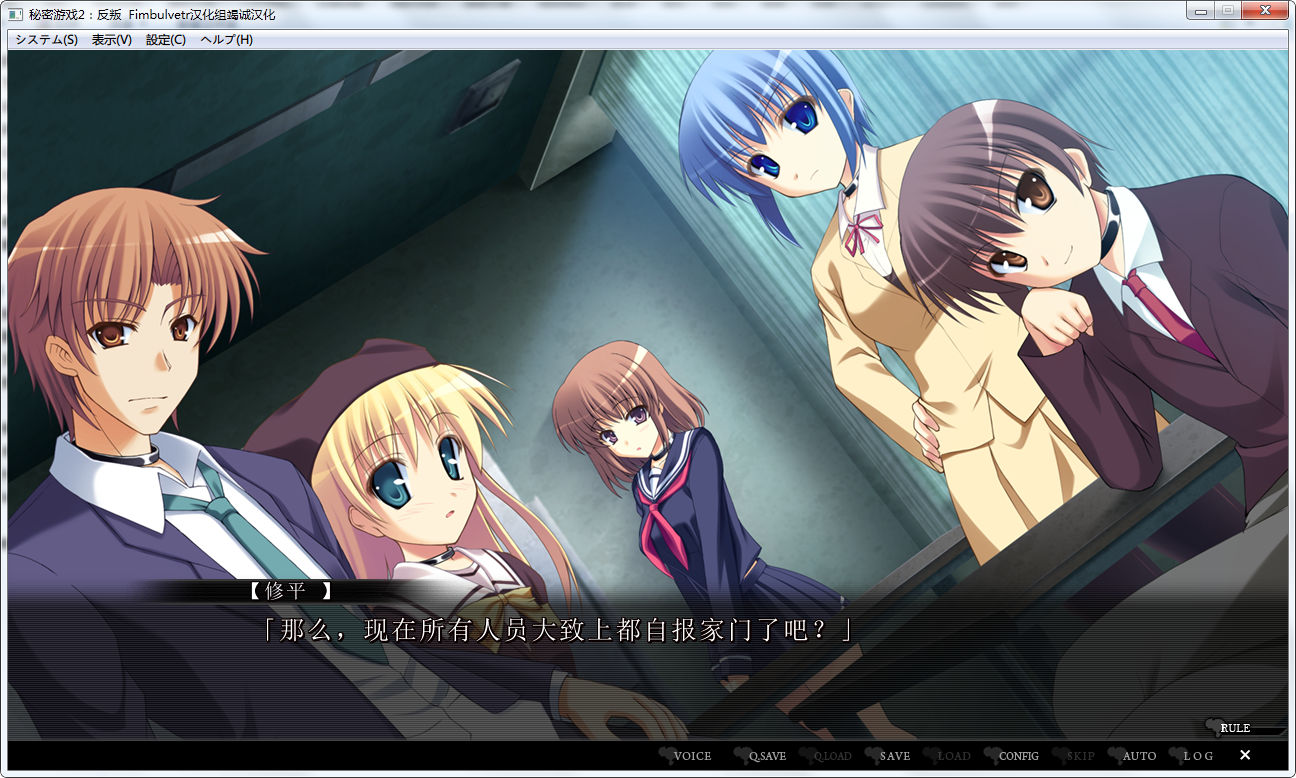 秘密游戏2：反叛 Fimbulvetr汉化组竭诚汉化
システム(S) 表示(V) 設定(C) ヘルプ(H)
【修平 】
「那么，现在所有人员大致上都自报家门了吧？」
RULE
VOICE Q.SAVE Q.LOAD SAVE LOAD CONFIG SKIP AUTO LOG